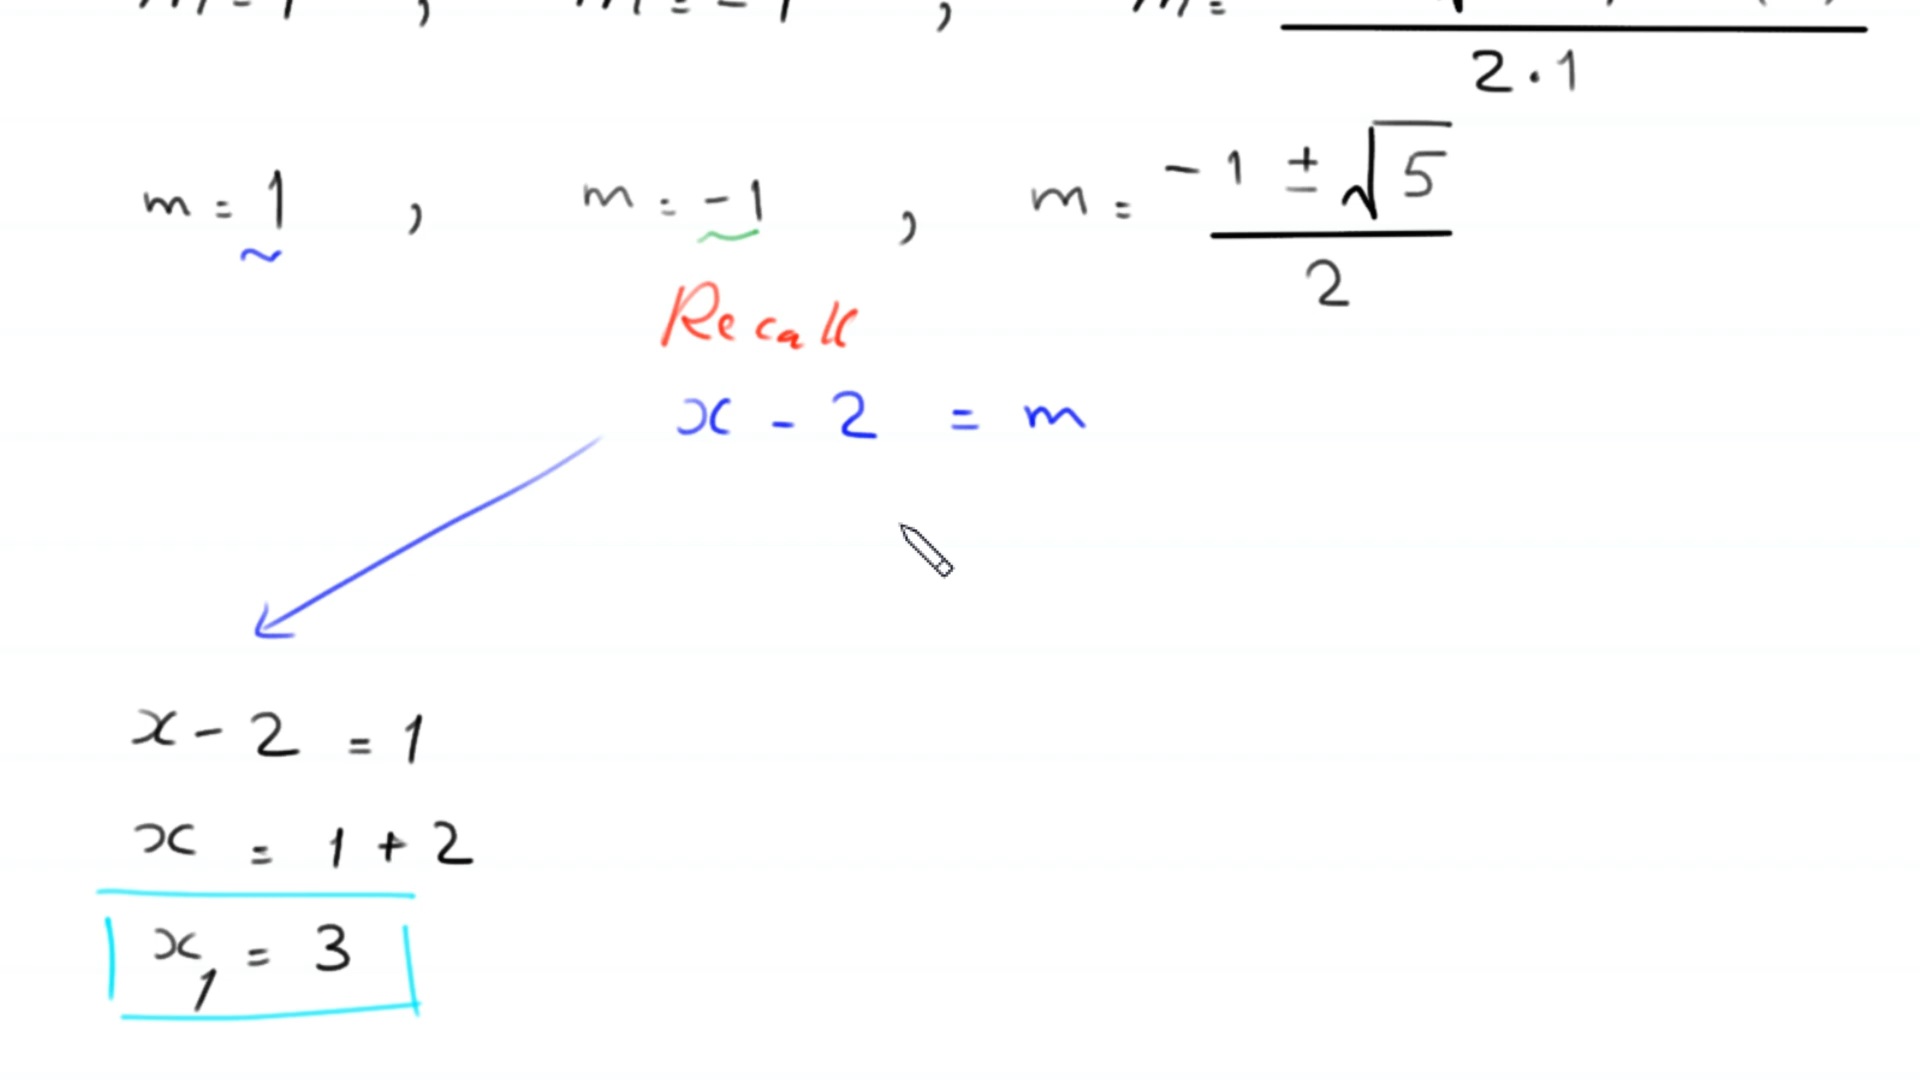 2 · 1
m = 1 , m = -1 , m = (-1 ± √5)/2
Recall
x - 2 = m
x - 2 = 1
x = 1 + 2
x₁ = 3